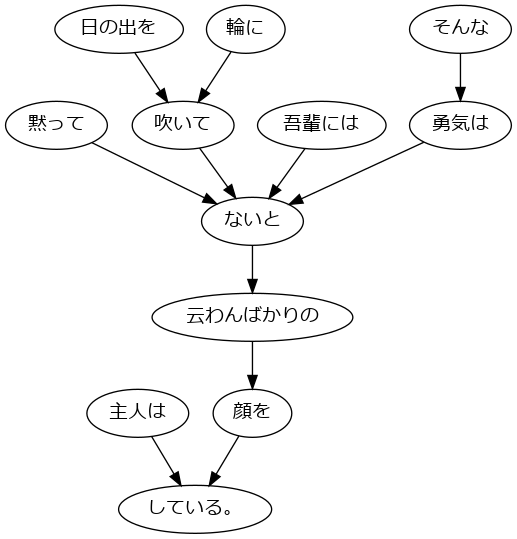 日の出を
輪に
そんな
黙って
吹いて
吾輩には
勇気は
ないと
云わんばかりの
主人は
顔を
している。